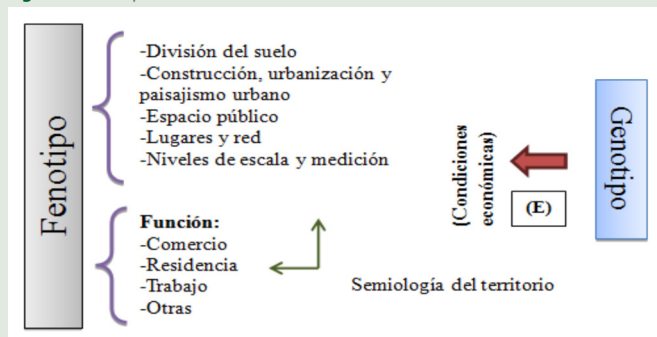 Fenotipo
-División del suelo
-Construcción, urbanización y
paisajismo urbano
-Espacio público
-Lugares y red
-Niveles de escala y medición
Función:
-Comercio
-Residencia
-Trabajo
-Otras
(Condiciones
económicas)
(E)
Genotipo
Semiología del territorio